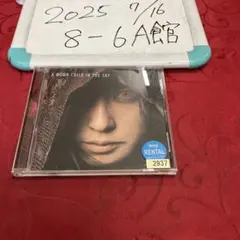 2025 7/16
8-6A館
A MOON CHILD IN THE SKY
RENTAL
2937